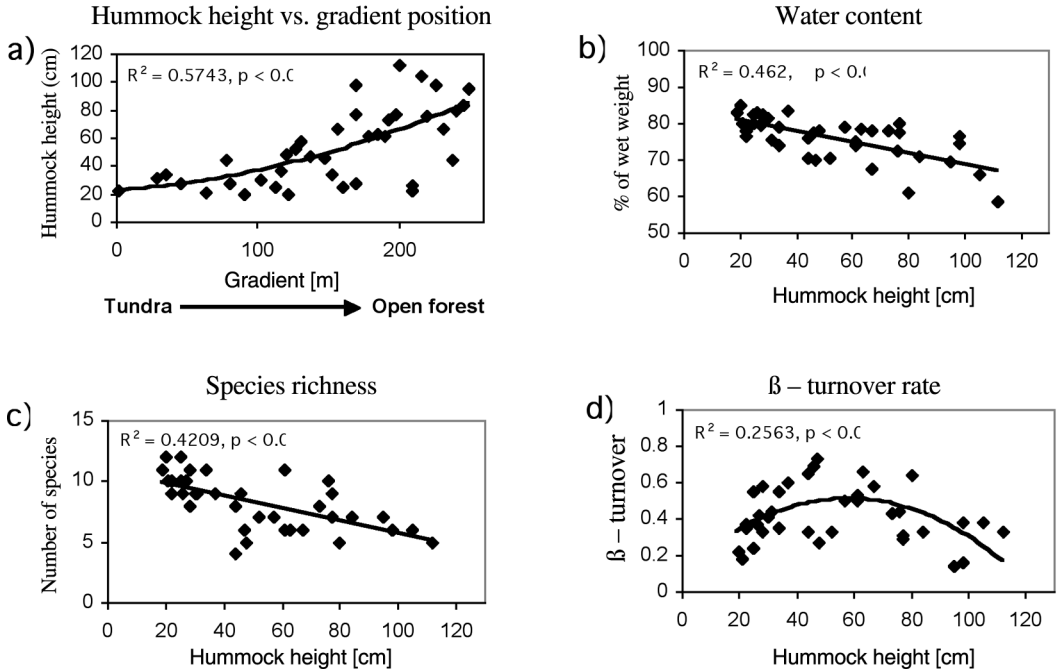 Hummock height vs. gradient position
a)
Hummock height (cm)
R² = 0.5743, p < 0.0
120
100
80
60
40
20
0
0 100 200
Gradient [m]
Tundra Open forest
Water content
b)
% of wet weight
R² = 0.462, p < 0.0
100
90
80
70
60
50
0 20 40 60 80 100 120
Hummock height [cm]
Species richness
c)
Number of species
R² = 0.4209, p < 0.0
15
10
5
0
0 20 40 60 80 100 120
Hummock height [cm]
ß – turnover rate
d)
ß – turnover
R² = 0.2563, p < 0.0
1
0.8
0.6
0.4
0.2
0
0 20 40 60 80 100 120
Hummock height [cm]